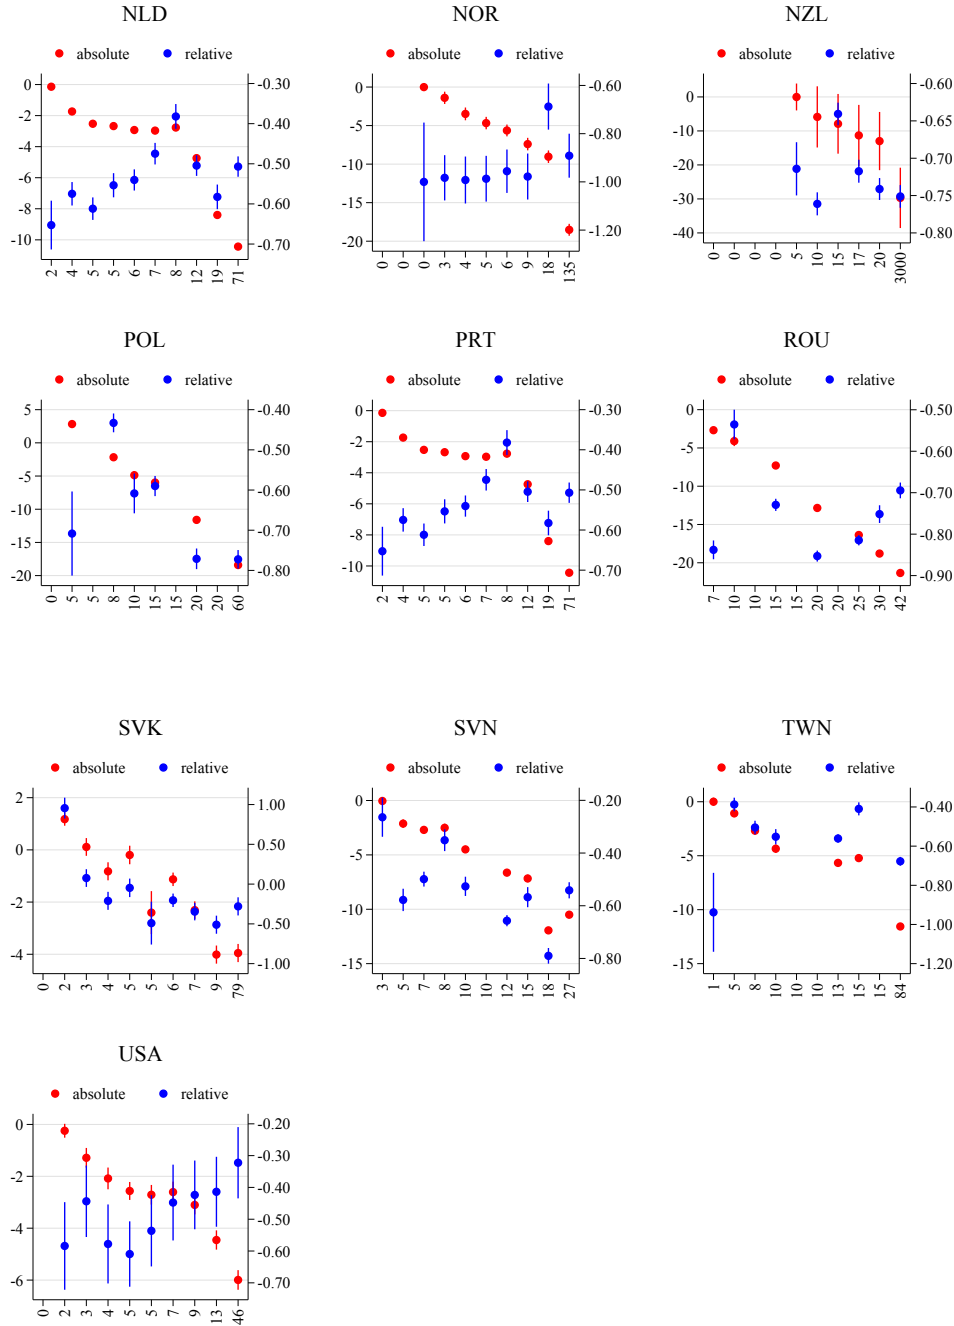 NLD NOR NZL
absolute relative absolute relative absolute relative
0 -0.30 0 -0.60 0 -0.60
-2 -0.40 -5 -0.80 -10 -0.65
-4 -0.50 -10 -1.00 -20 -0.70
-6 -0.60 -15 -1.20 -30 -0.75
-8 -0.70 -20 -40 -0.80
-10
2 4 5 5 6 7 8 12 19 71 0 0 0 3 4 5 6 9 18 135 0 0 0 0 5 10 15 17 20 3000
POL PRT ROU
absolute relative absolute relative absolute relative
5 -0.40 0 -0.30 0 -0.50
0 -0.50 -2 -0.40 -5 -0.60
-5 -0.60 -4 -0.50 -10 -0.70
-10 -0.70 -6 -0.60 -15 -0.80
-15 -0.80 -8 -0.70 -20 -0.90
-20 -10
0 5 5 8 10 15 15 20 20 60 2 4 5 5 6 7 8 12 19 71 7 10 10 15 15 20 20 25 30 42
SVK SVN TWN
absolute relative absolute relative absolute relative
2 1.00 0 -0.20 0 -0.40
0 0.50 -5 -0.40 -5 -0.60
-2 0.00 -10 -0.60 -10 -0.80
-4 -0.50 -15 -0.80 -15 -1.00
-1.00 -1.20
0 2 3 4 5 5 6 7 9 79 3 5 7 8 10 10 12 15 18 27 1 5 8 10 10 10 13 15 15 84
USA
absolute relative
0 -0.20
-2 -0.30
-4 -0.40
-6 -0.50
-0.60
-0.70
0 2 3 4 5 5 7 9 13 46